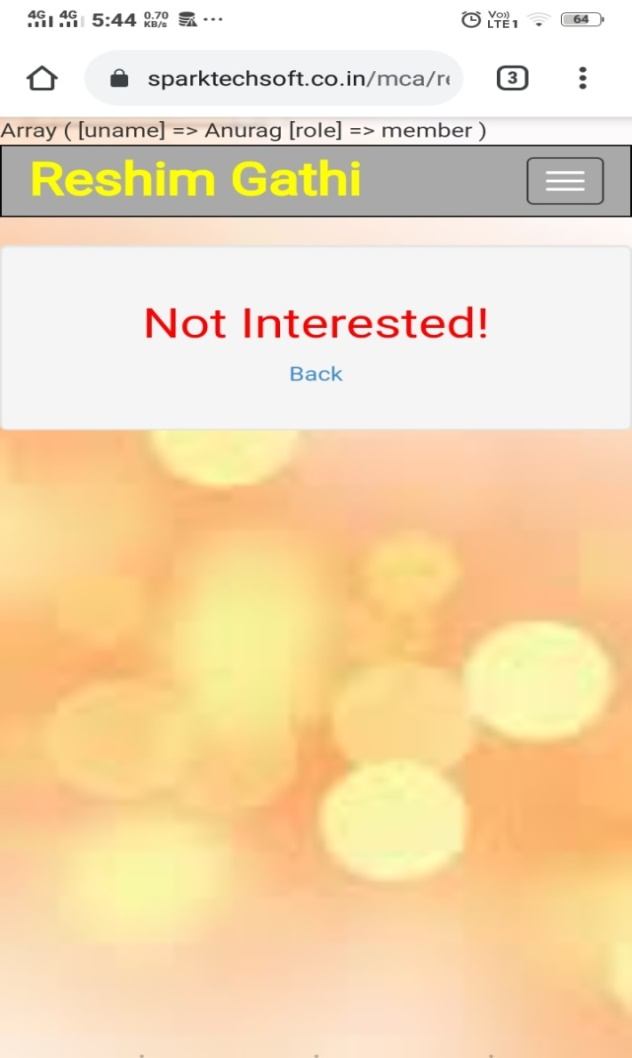 4G 4G 5:44 0.70 KB/s ... Vo)) LTE1 64
sparktechsoft.co.in/mca/r 3
Array ( [uname] => Anurag [role] => member )
Reshim Gathi
Not Interested!
Back